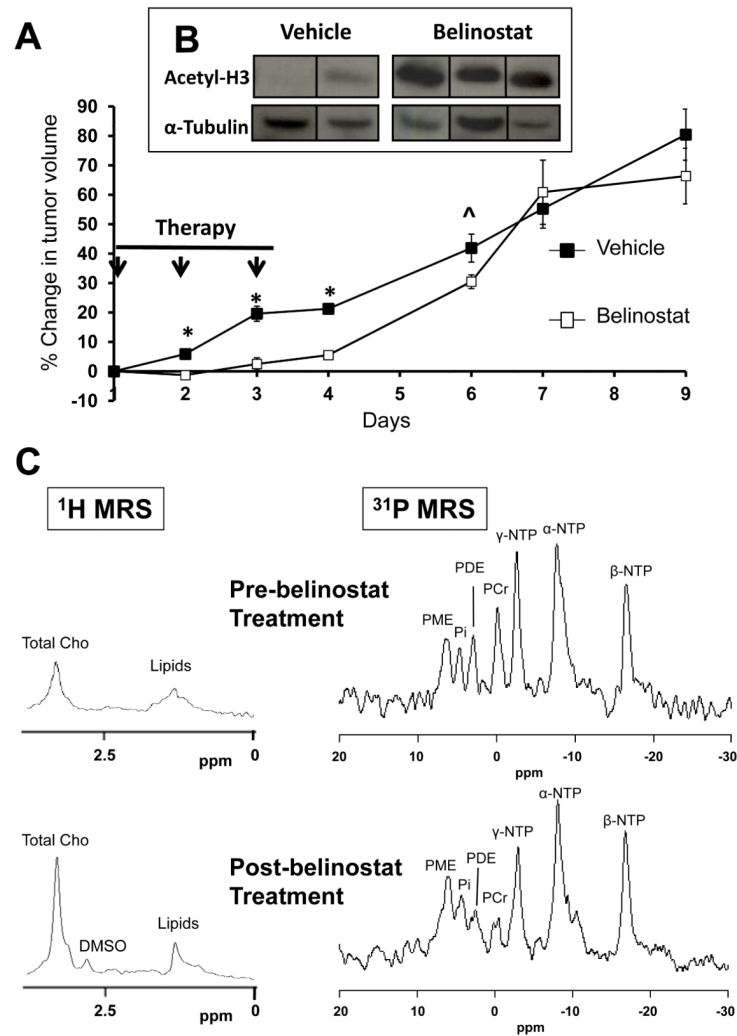 A
B
Vehicle
Belinostat
Acetyl-H3
α-Tubulin
% Change in tumor volume
90
80
70
60
50
40
30
20
10
0
-10
Therapy
*
*
*
^
Vehicle
Belinostat
1 2 3 4 5 6 7 9
Days
C
¹H MRS
³¹P MRS
Pre-belinostat
Treatment
Total Cho
Lipids
2.5 0
ppm
PME
Pi
PDE
PCr
γ-NTP
α-NTP
β-NTP
20 10 0 -10 -20 -30
ppm
Post-belinostat
Treatment
Total Cho
DMSO
Lipids
2.5 0
ppm
PME
Pi
PDE
PCr
γ-NTP
α-NTP
β-NTP
20 10 0 -10 -20 -30
ppm